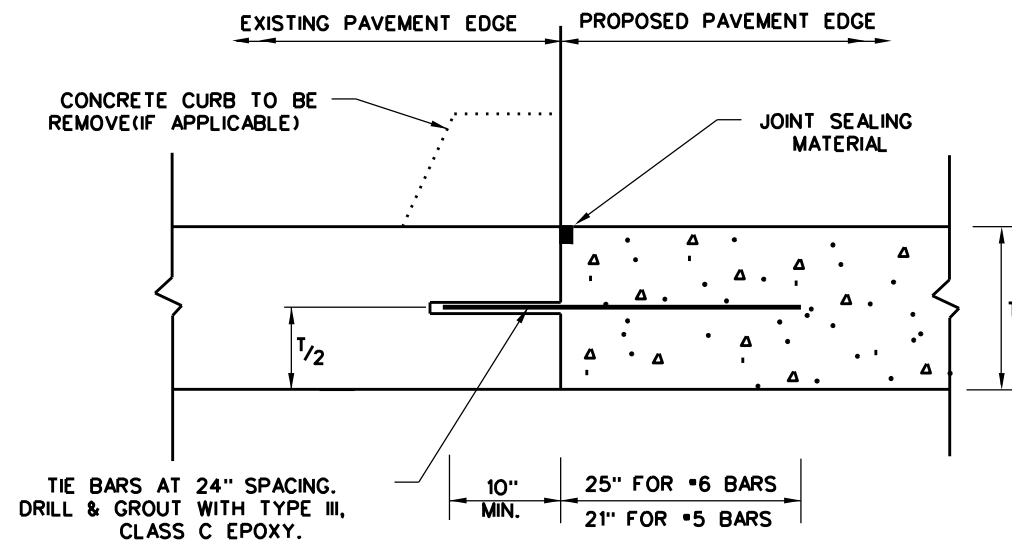 EXISTING PAVEMENT EDGE
PROPOSED PAVEMENT EDGE
CONCRETE CURB TO BE
REMOVE(IF APPLICABLE)
JOINT SEALING
MATERIAL
T/2
T
TIE BARS AT 24" SPACING.
DRILL & GROUT WITH TYPE III,
CLASS C EPOXY.
10"
MIN.
25" FOR #6 BARS
21" FOR #5 BARS